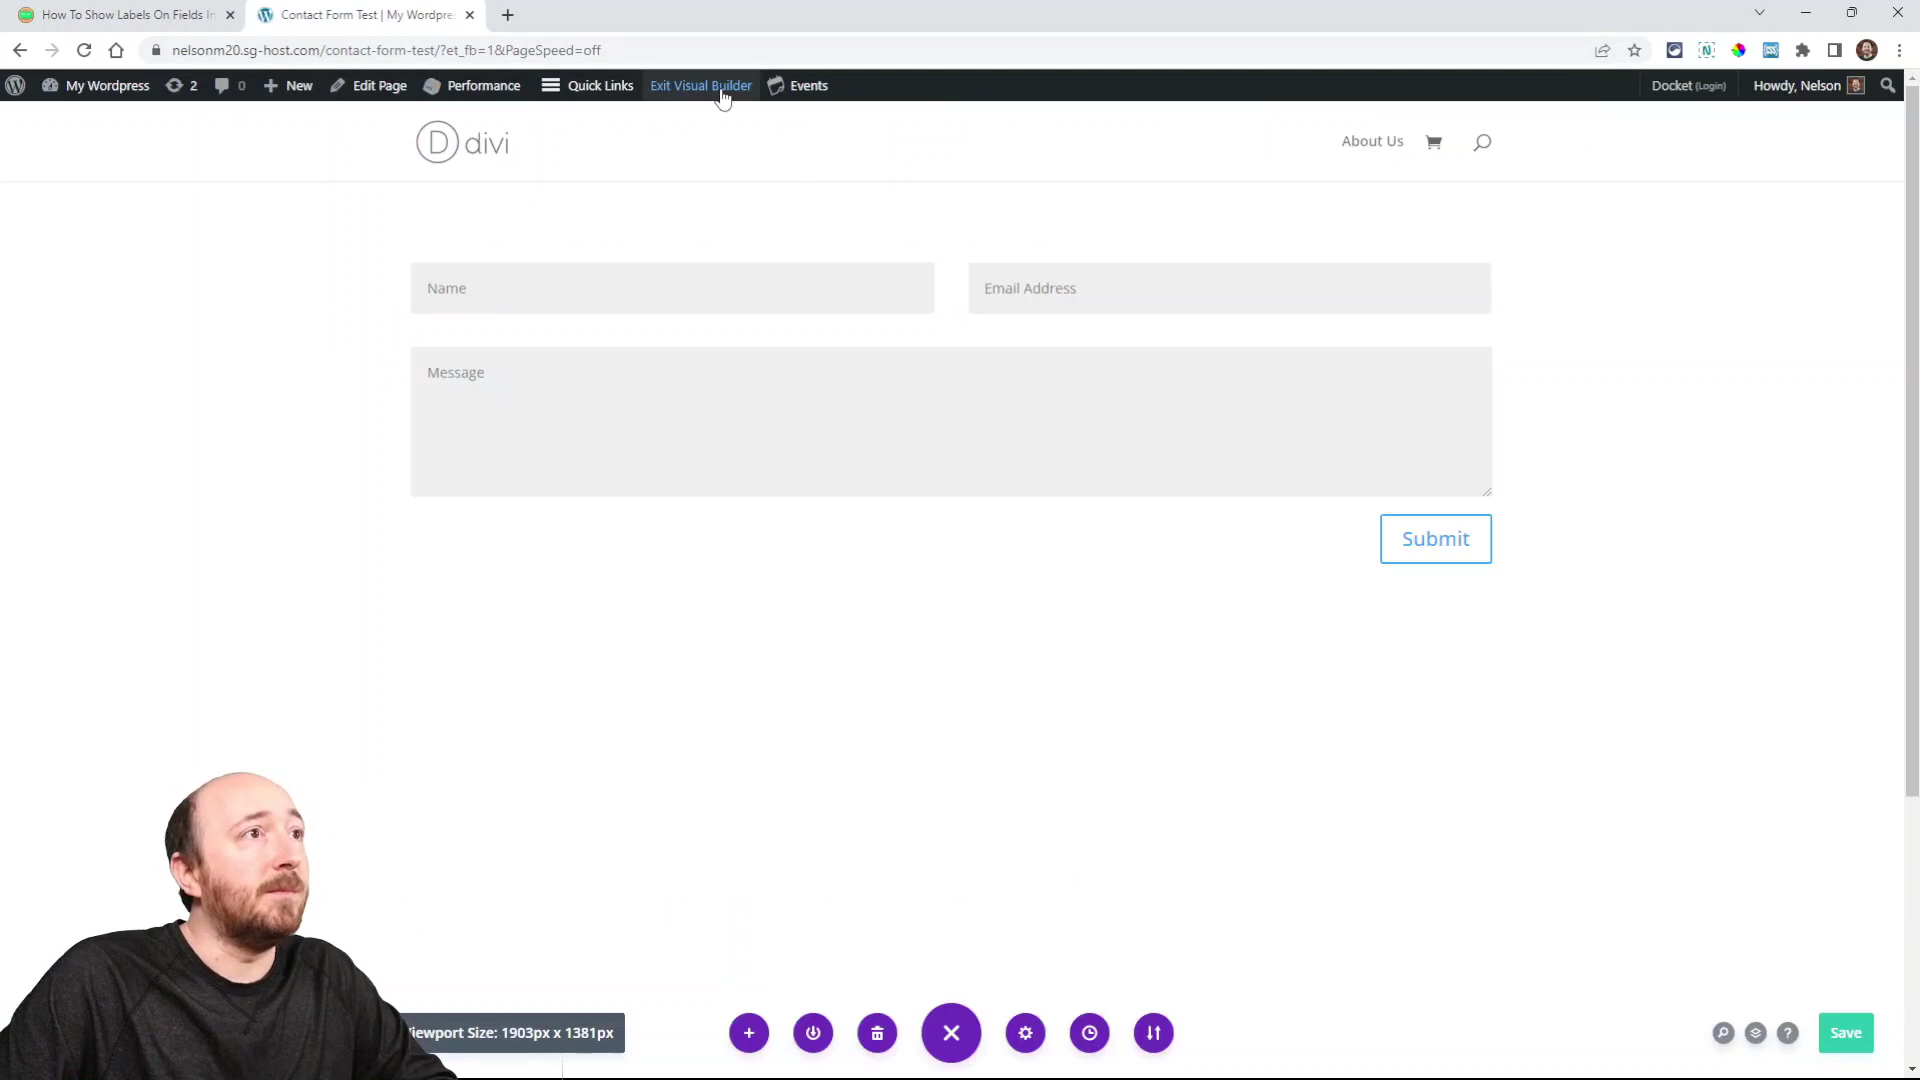 How To Show Labels On Fields In
Contact Form Test | My Wordpre
nelsonm20.sg-host.com/contact-form-test/?et_fb=1&PageSpeed=off
My Wordpress 2 0 New Edit Page Performance Quick Links Exit Visual Builder Events Docket (Login) Howdy, Nelson
D divi
About Us
Name
Email Address
Message
Submit
iewport Size: 1903px x 1381px
Save